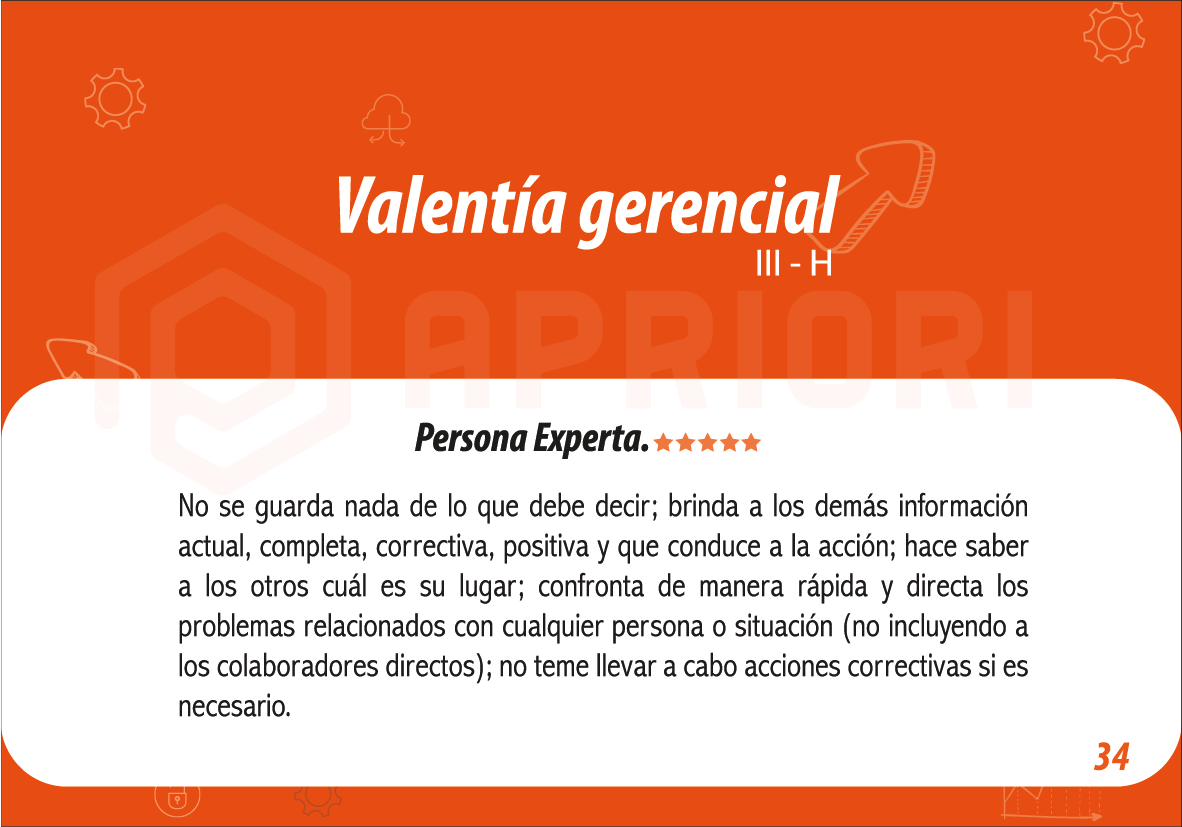 Valentía gerencial
III - H
APRIORI
Persona Experta.
No se guarda nada de lo que debe decir; brinda a los demás información
actual, completa, correctiva, positiva y que conduce a la acción; hace saber
a los otros cuál es su lugar; confronta de manera rápida y directa los
problemas relacionados con cualquier persona o situación (no incluyendo a
los colaboradores directos); no teme llevar a cabo acciones correctivas si es
necesario.
34